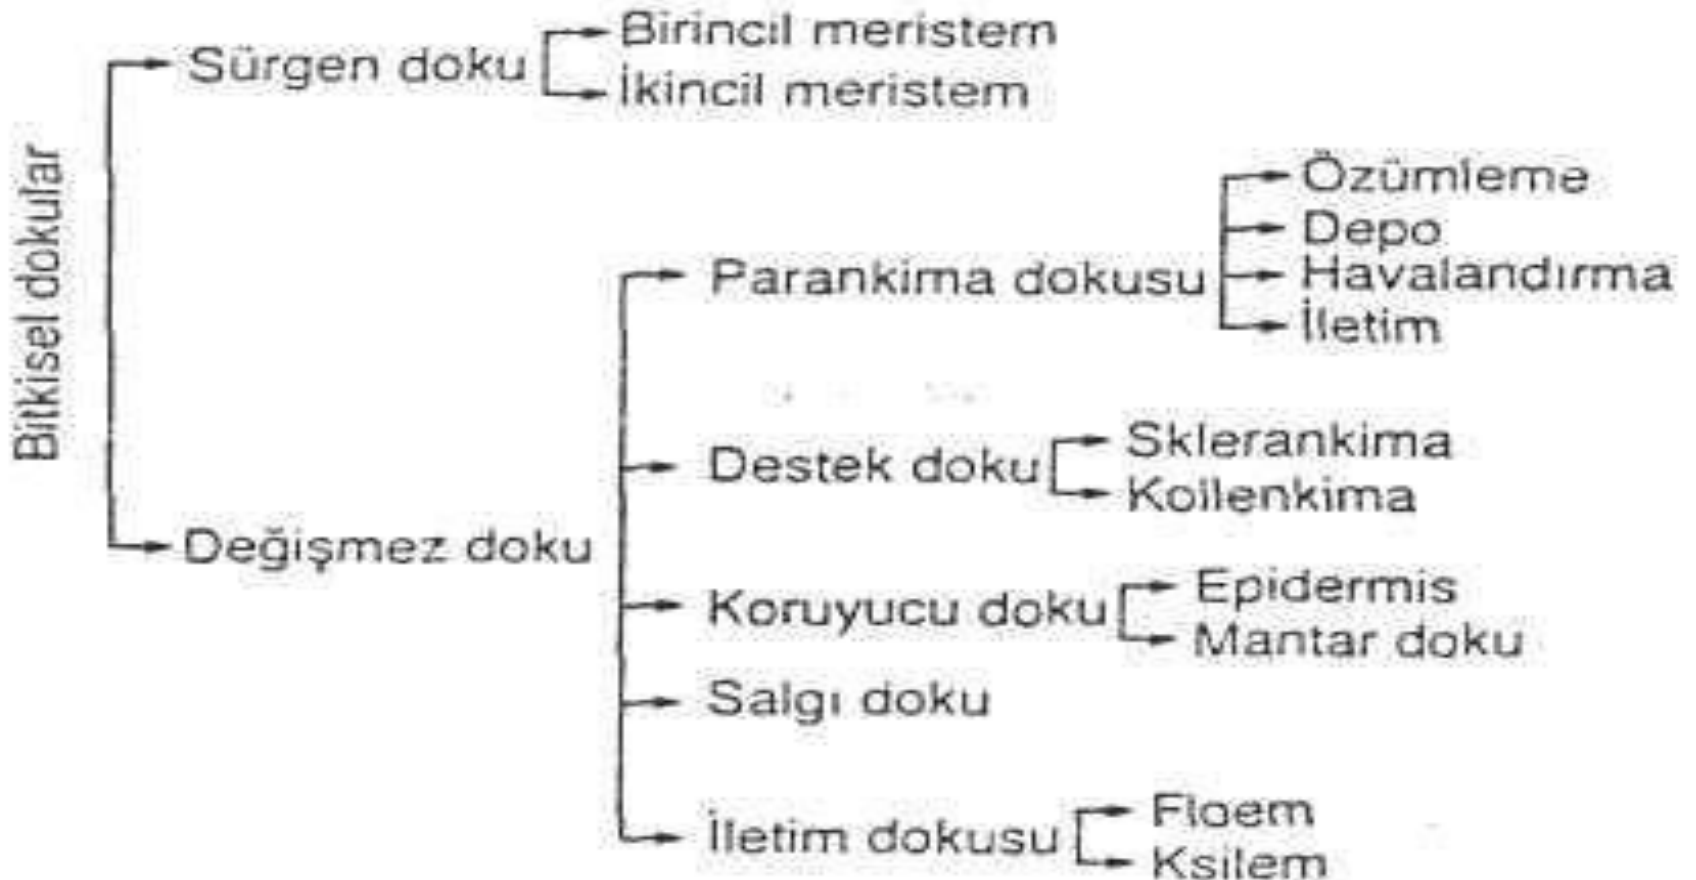 Bitkisel dokular
Sürgen doku
Birincil meristem
İkincil meristem
Değişmez doku
Parankima dokusu
Özümleme
Depo
Havalandırma
İletim
Destek doku
Sklerankima
Kollenkima
Koruyucu doku
Epidermis
Mantar doku
Salgı doku
İletim dokusu
Floem
Ksilem